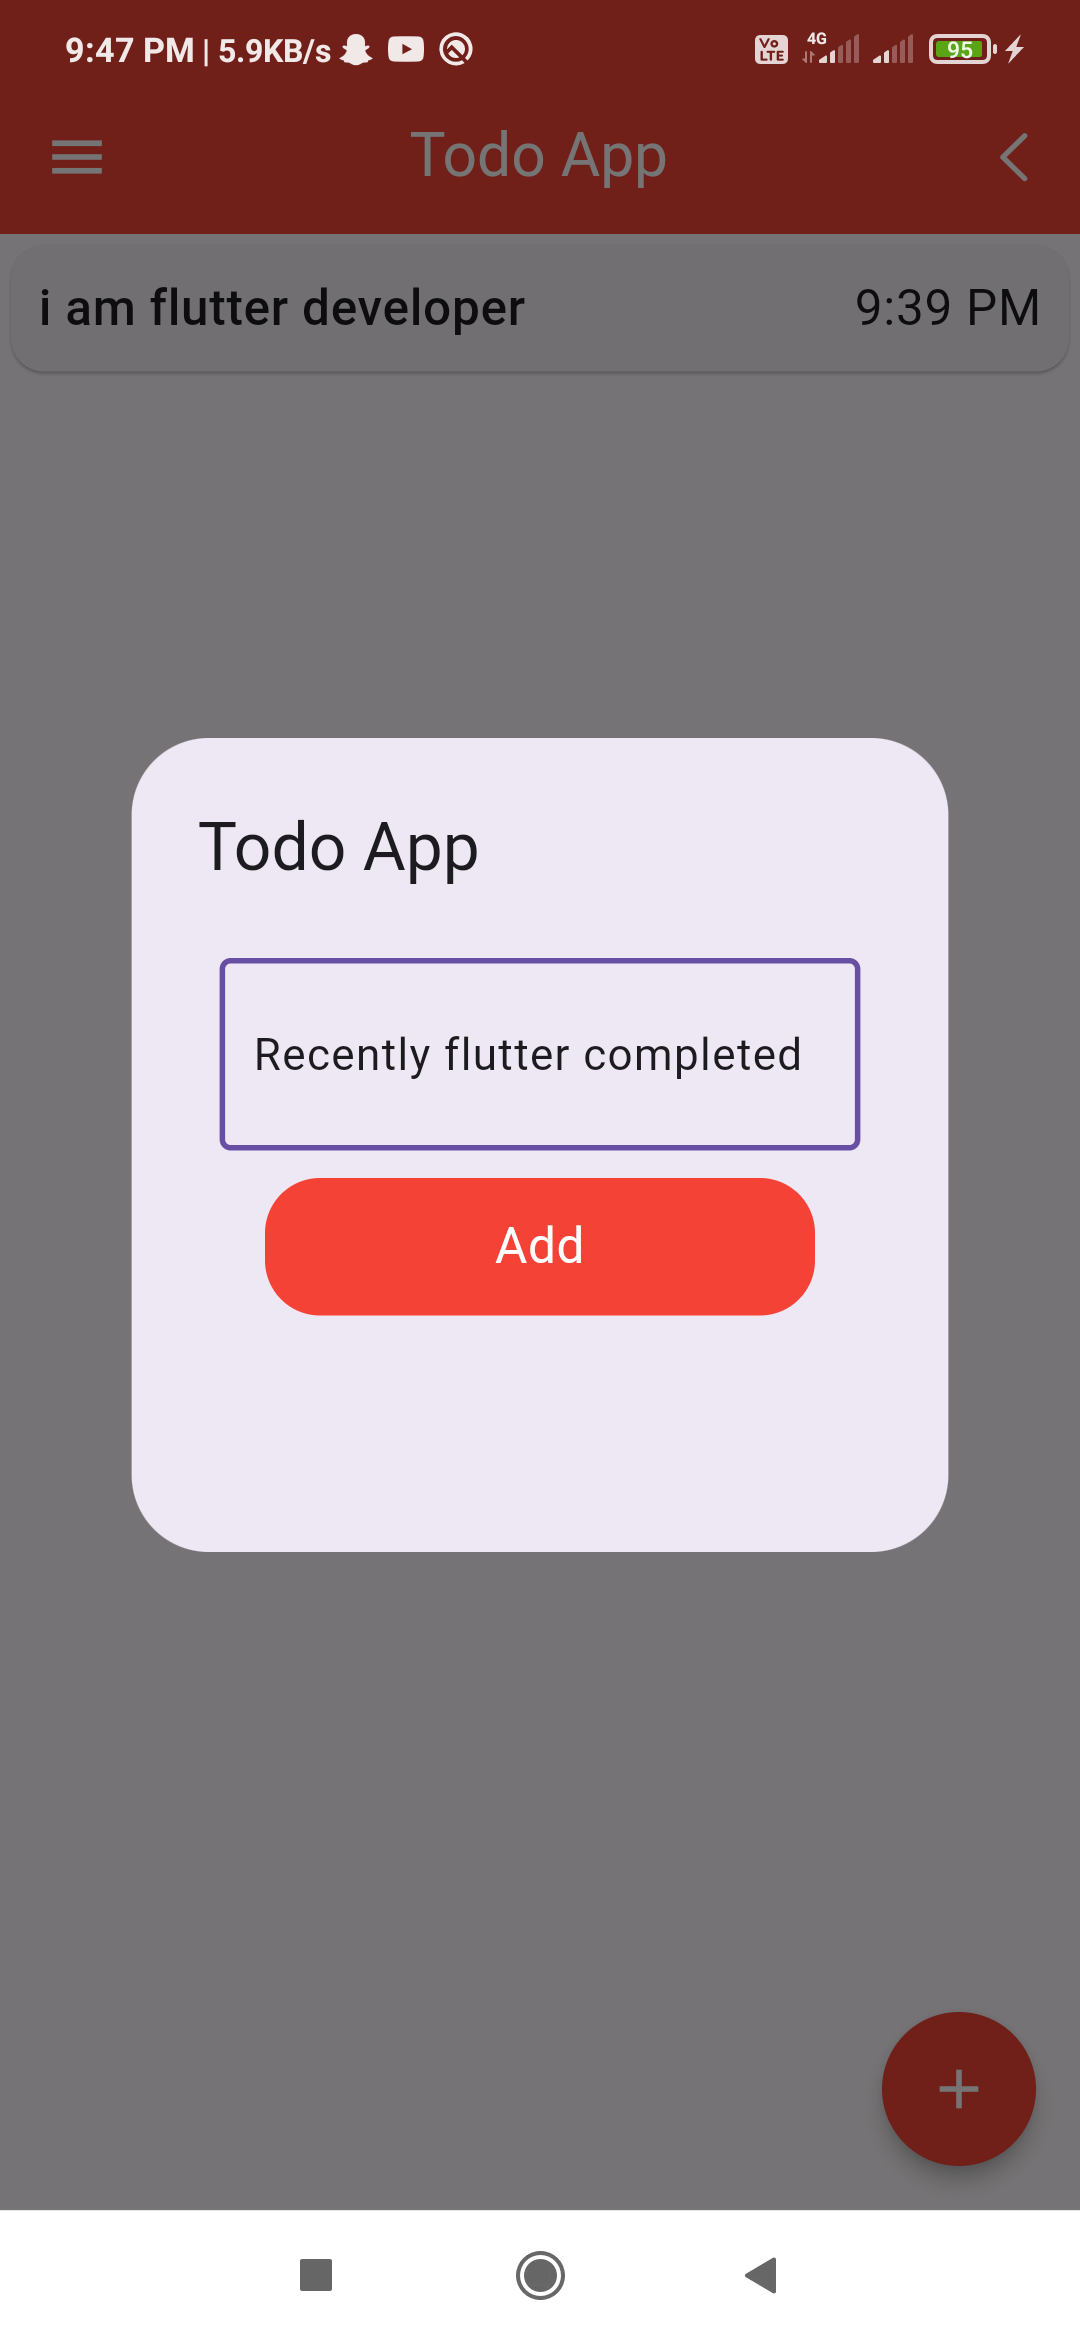 9:47 PM | 5.9KB/s Vo LTE 4G 95
Todo App
i am flutter developer 9:39 PM
Todo App
Recently flutter completed
Add